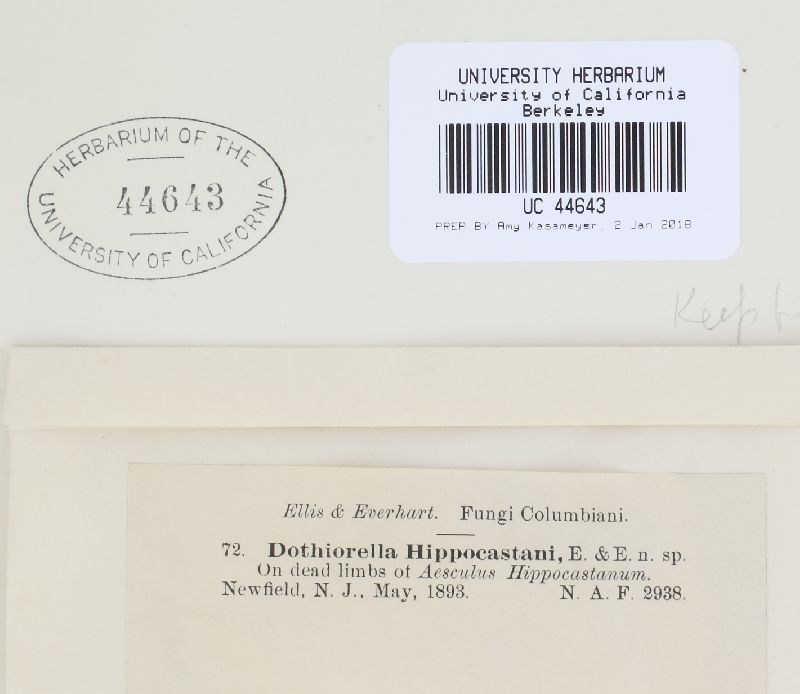 UNIVERSITY HERBARIUM
University of California
Berkeley
UC 44643
PREP BY Amy Kasameyer, 2 Jan 2018
HERBARIUM OF THE
44643
UNIVERSITY OF CALIFORNIA
Keep
Ellis & Everhart. Fungi Columbiani.
72. Dothiorella Hippocastani, E. & E. n. sp.
On dead limbs of Aesculus Hippocastanum.
Newfield, N. J., May, 1893. N. A. F. 2938.